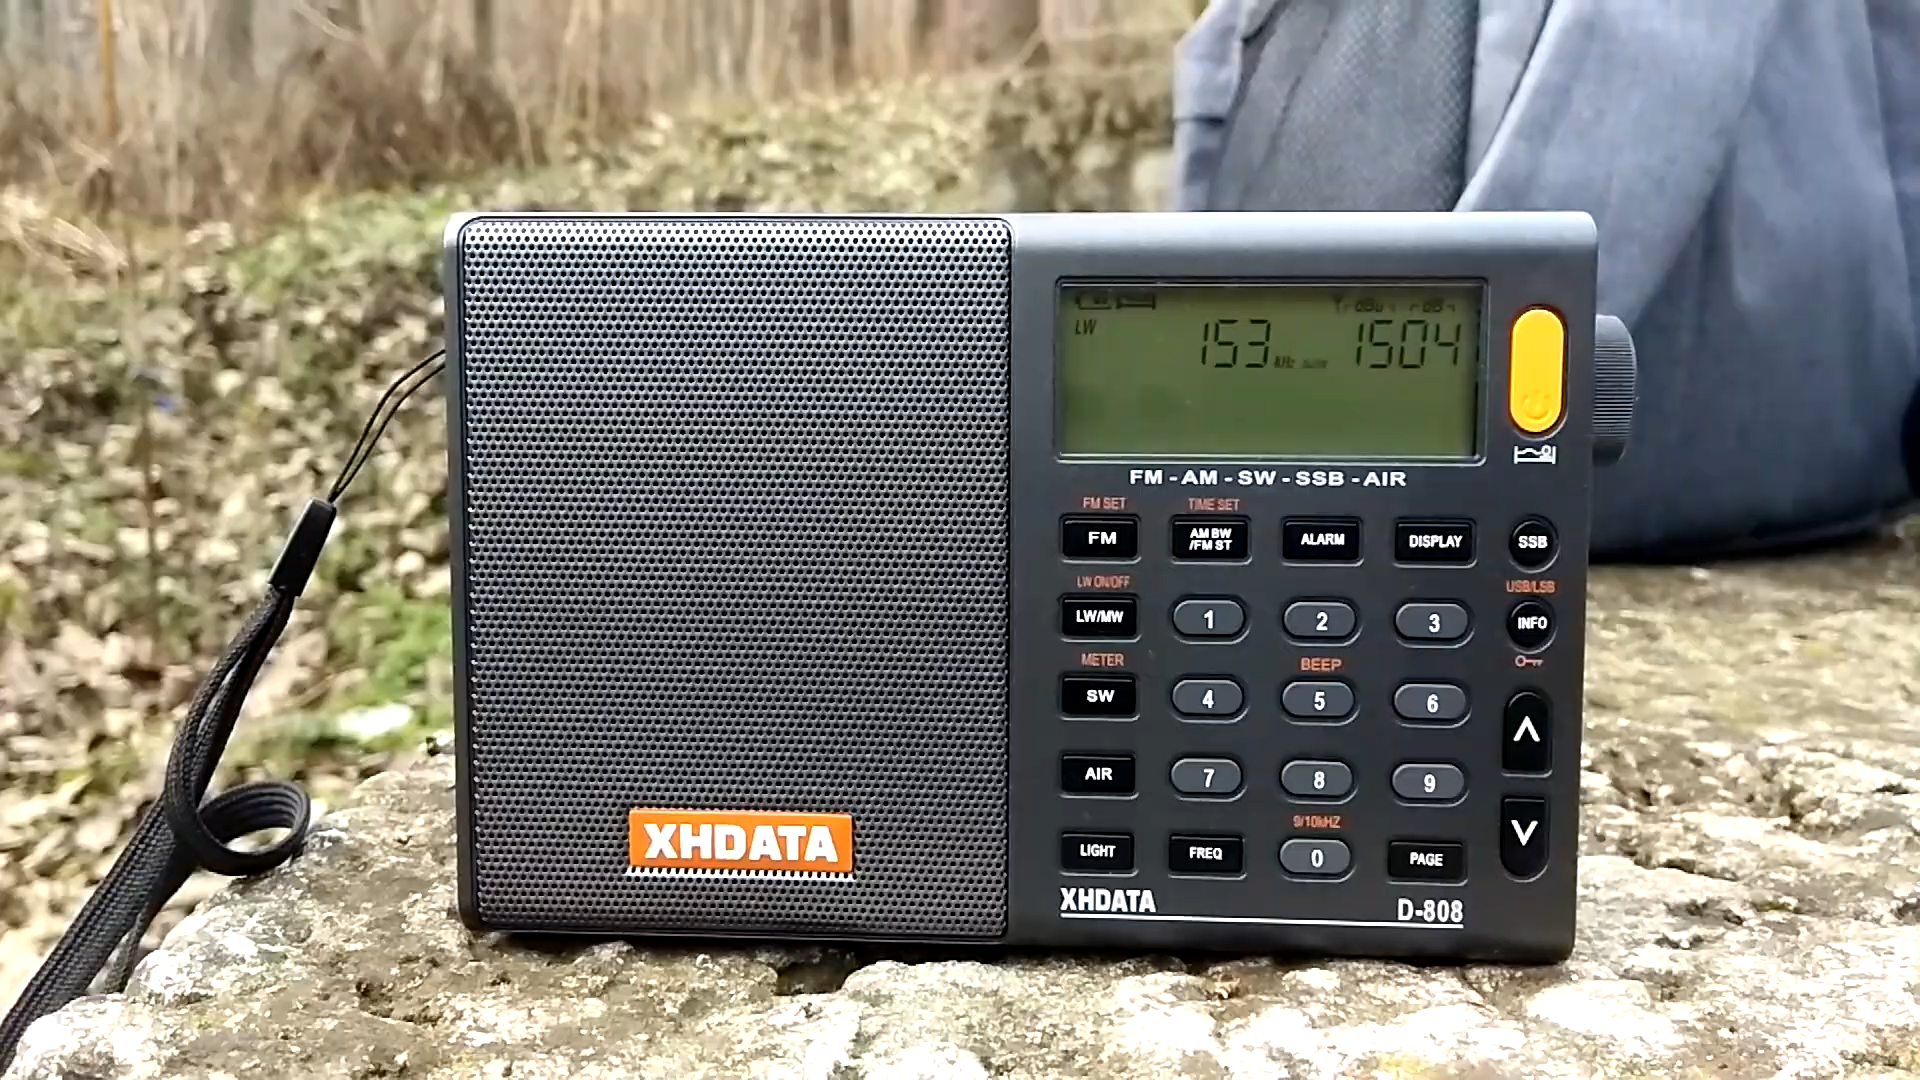 LW 153 KHz 1504
FM - AM - SW - SSB - AIR
FM SET TIME SET
FM AM BW /FM ST ALARM DISPLAY SSB
LW ON/OFF USB/LSB
LW/MW 1 2 3 INFO
METER BEEP
SW 4 5 6
AIR 7 8 9
9/10kHZ
LIGHT FREQ 0 PAGE
XHDATA
XHDATA D-808